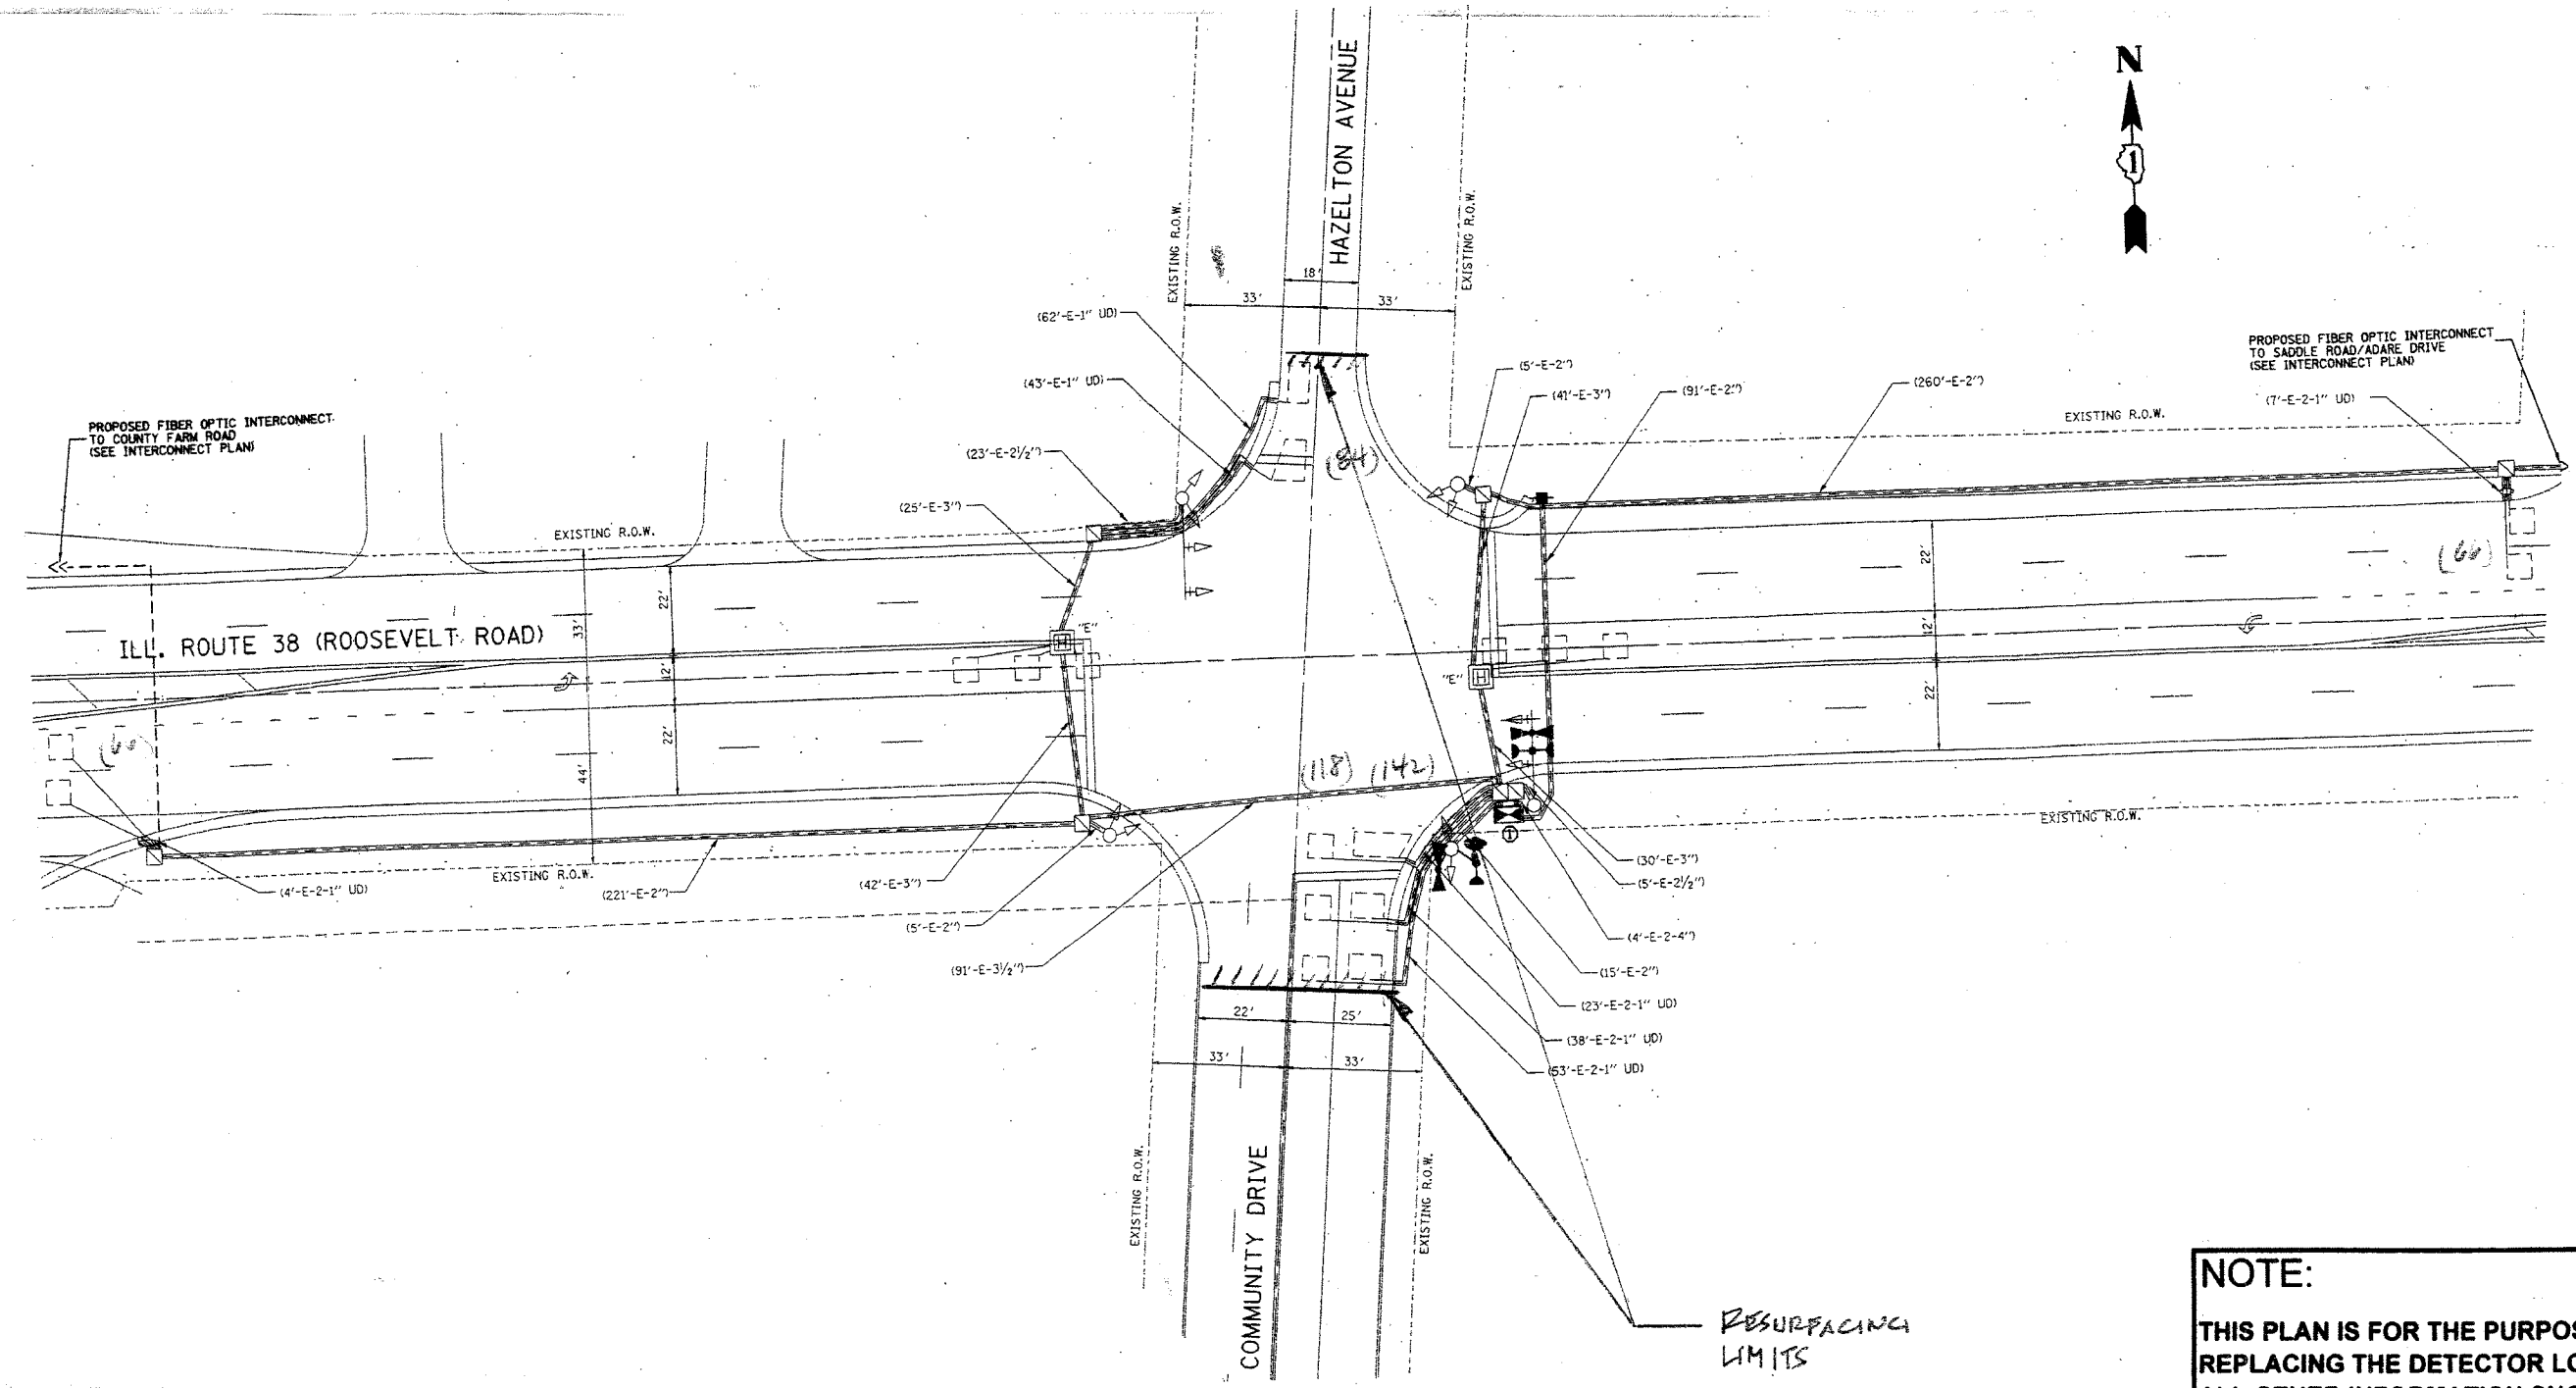 N
1
HAZELTON AVENUE
EXISTING R.O.W.
EXISTING R.O.W.
18'
33'
33'
(62'-E-1" UD)
(43'-E-1" UD)
(23'-E-2½")
(25'-E-3")
(5'-E-2")
(41'-E-3")
(91'-E-2")
(260'-E-2")
PROPOSED FIBER OPTIC INTERCONNECT
TO SADDLE ROAD/ADARE DRIVE
(SEE INTERCONNECT PLAN)
(7'-E-2-1" UD)
EXISTING R.O.W.
PROPOSED FIBER OPTIC INTERCONNECT
TO COUNTY FARM ROAD
(SEE INTERCONNECT PLAN)
EXISTING R.O.W.
(84)
(66)
22'
33'
12'
22'
44'
ILL. ROUTE 38 (ROOSEVELT ROAD)
"E"
H
"E"
H
22'
12'
22'
(118) (142)
T
EXISTING R.O.W.
EXISTING R.O.W.
(4'-E-2-1" UD)
(221'-E-2")
(42'-E-3")
(5'-E-2")
(91'-E-3½")
(30'-E-3")
(5'-E-2½")
(4'-E-2-4")
(15'-E-2")
(23'-E-2-1" UD)
(38'-E-2-1" UD)
(53'-E-2-1" UD)
22'
25'
33'
33'
EXISTING R.O.W.
COMMUNITY DRIVE
EXISTING R.O.W.
RESURFACING
LIMITS
NOTE:
THIS PLAN IS FOR THE PURPOS
REPLACING THE DETECTOR LO